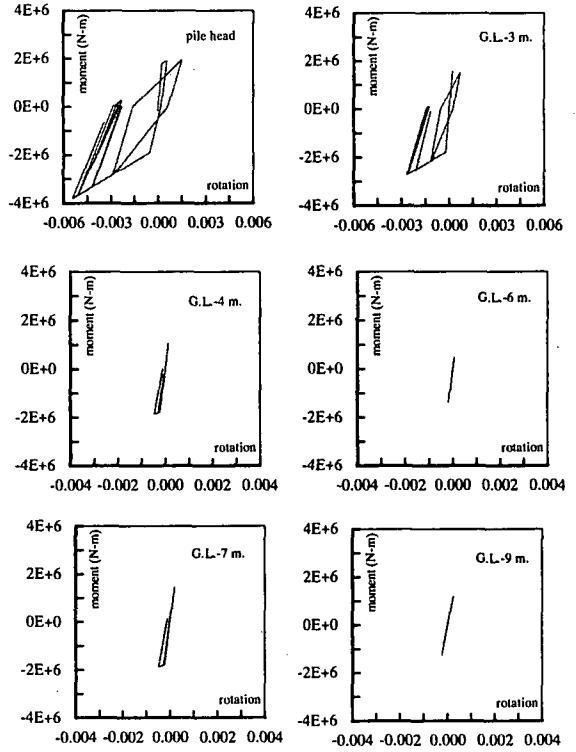 4E+6
2E+6
0E+0
-2E+6
-4E+6
moment (N-m)
pile head
rotation
-0.006 -0.003 0.000 0.003 0.006
4E+6
2E+6
0E+0
-2E+6
-4E+6
moment (N-m)
G.L.-3 m.
rotation
-0.006 -0.003 0.000 0.003 0.006
4E+6
2E+6
0E+0
-2E+6
-4E+6
moment (N-m)
G.L.-4 m.
rotation
-0.004 -0.002 0.000 0.002 0.004
4E+6
2E+6
0E+0
-2E+6
-4E+6
moment (N-m)
G.L.-6 m.
rotation
-0.004 -0.002 0.000 0.002 0.004
4E+6
2E+6
0E+0
-2E+6
-4E+6
moment (N-m)
G.L.-7 m.
rotation
-0.004 -0.002 0.000 0.002 0.004
4E+6
2E+6
0E+0
-2E+6
-4E+6
moment (N-m)
G.L.-9 m.
rotation
-0.004 -0.002 0.000 0.002 0.004